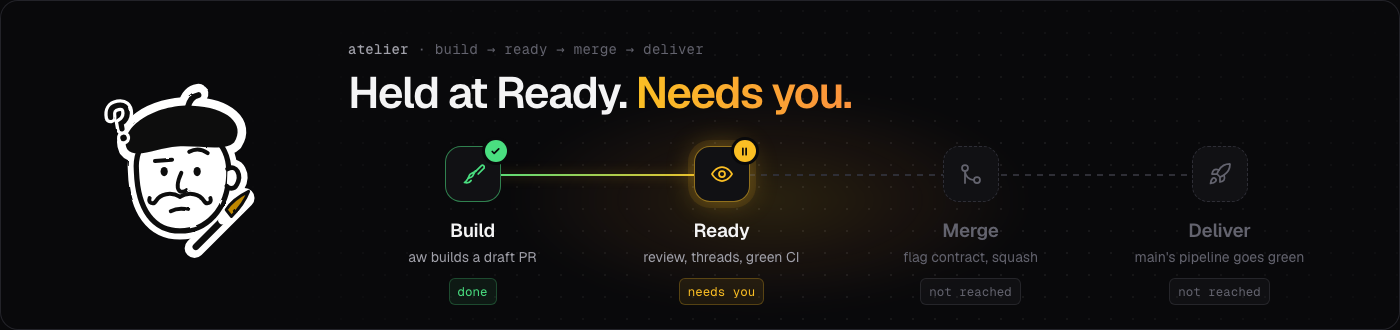 atelier · build → ready → merge → deliver
Held at Ready. Needs you.
Build
aw builds a draft PR
done
Ready
review, threads, green CI
needs you
Merge
flag contract, squash
not reached
Deliver
main's pipeline goes green
not reached